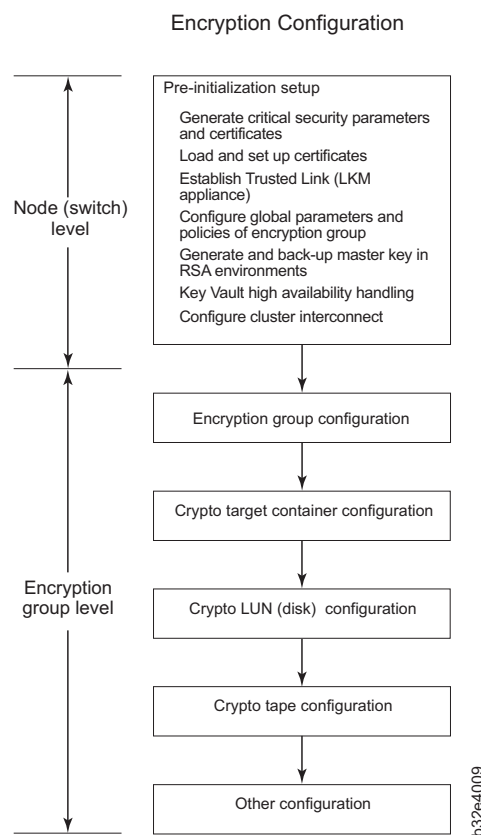 Encryption Configuration
Pre-initialization setup
Generate critical security parameters
and certificates
Load and set up certificates
Establish Trusted Link (LKM
appliance)
Configure global parameters and
policies of encryption group
Generate and back-up master key in
RSA environments
Key Vault high availability handling
Configure cluster interconnect
Node (switch)
level
Encryption group configuration
Crypto target container configuration
Encryption
group level
Crypto LUN (disk) configuration
Crypto tape configuration
Other configuration
b32e4009